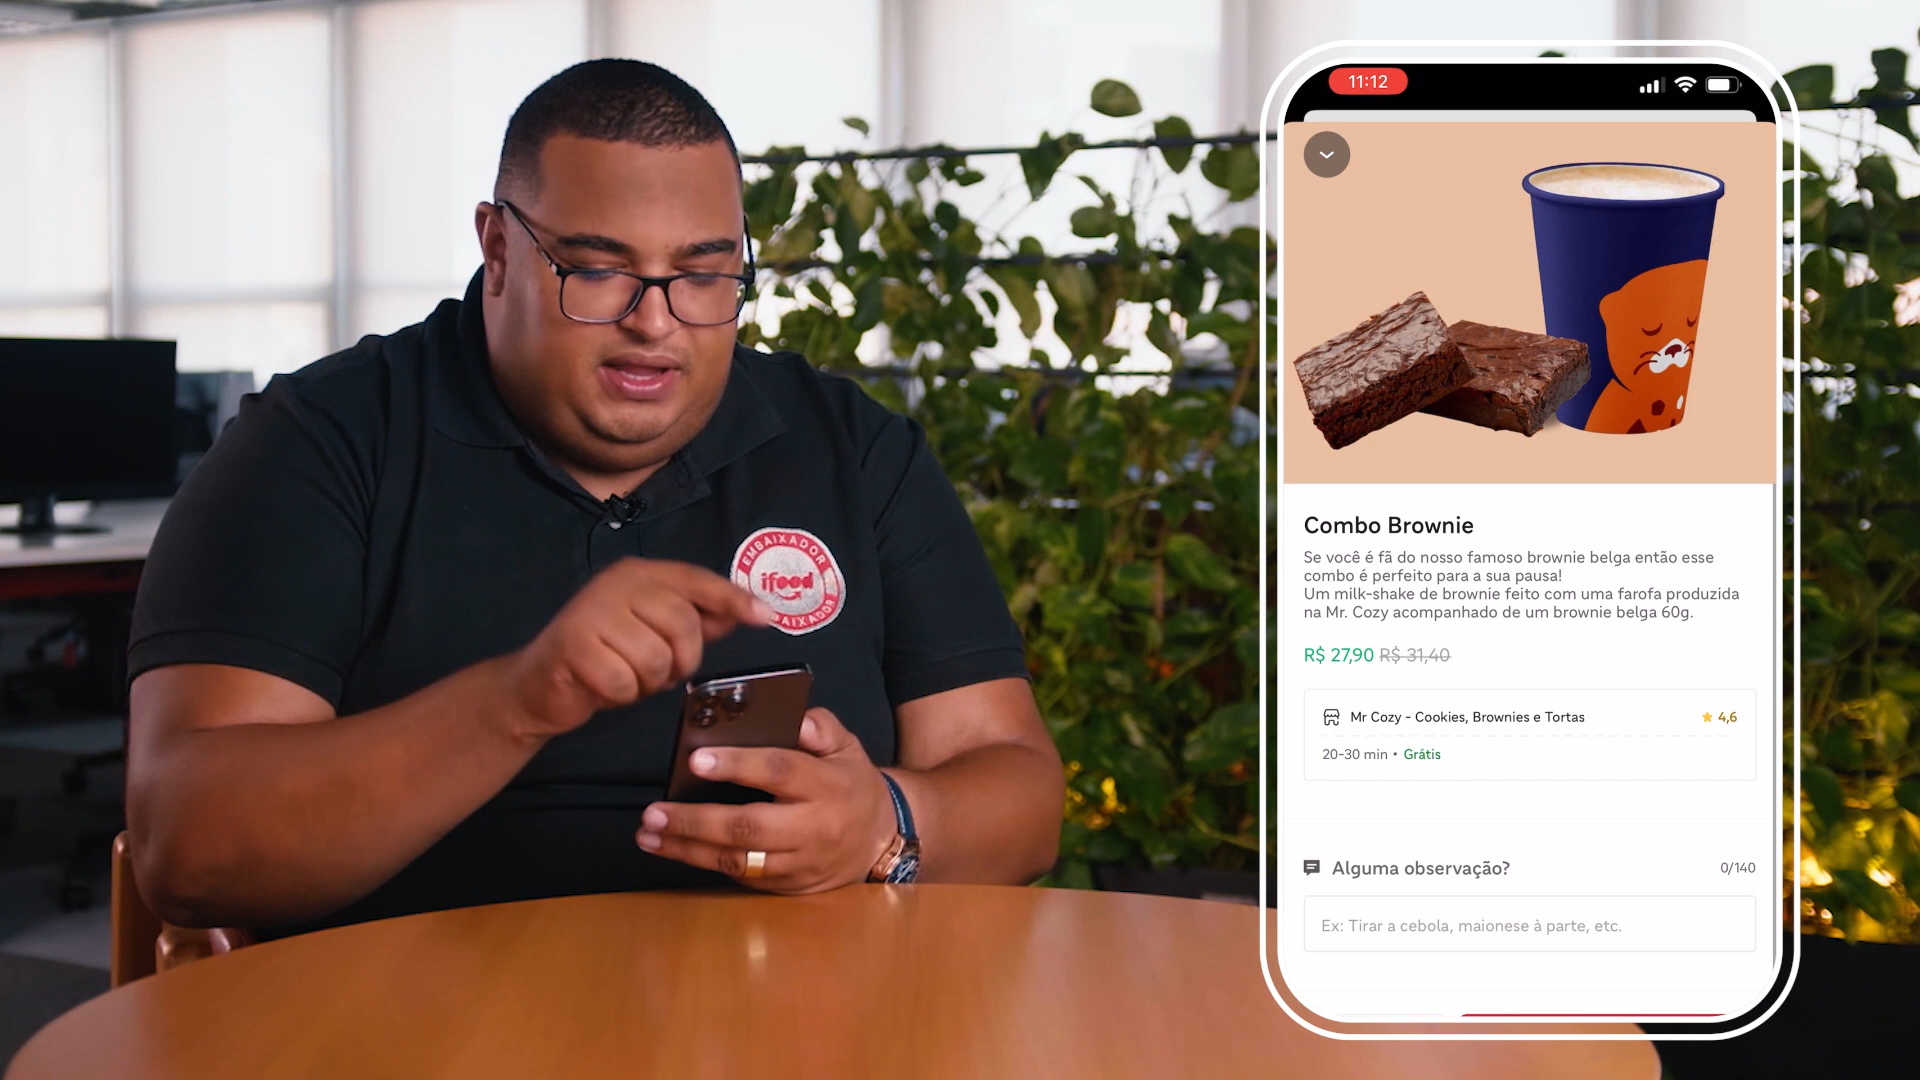 EMBAIXADOR
ifood
11:12
Combo Brownie
Se você é fã do nosso famoso brownie belga então esse
combo é perfeito para a sua pausa!
Um milk-shake de brownie feito com uma farofa produzida
na Mr. Cozy acompanhado de um brownie belga 60g.
R$ 27,90 R$ 31,40
Mr Cozy - Cookies, Brownies e Tortas 4,6
20-30 min • Grátis
Alguma observação? 0/140
Ex: Tirar a cebola, maionese à parte, etc.